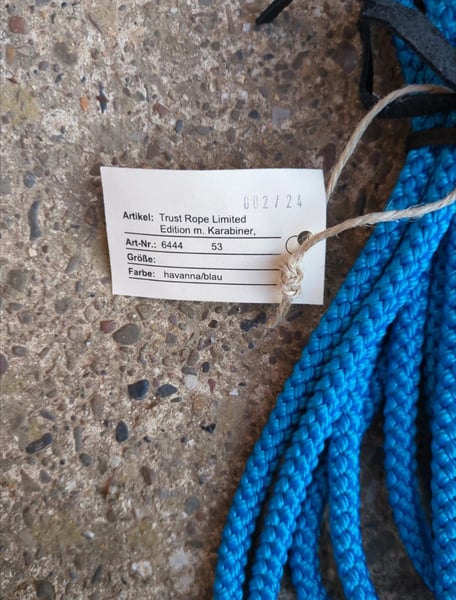 002/24
Artikel: Trust Rope Limited
Edition m. Karabiner,
Art-Nr.: 6444 53
Größe:
Farbe: havanna/blau